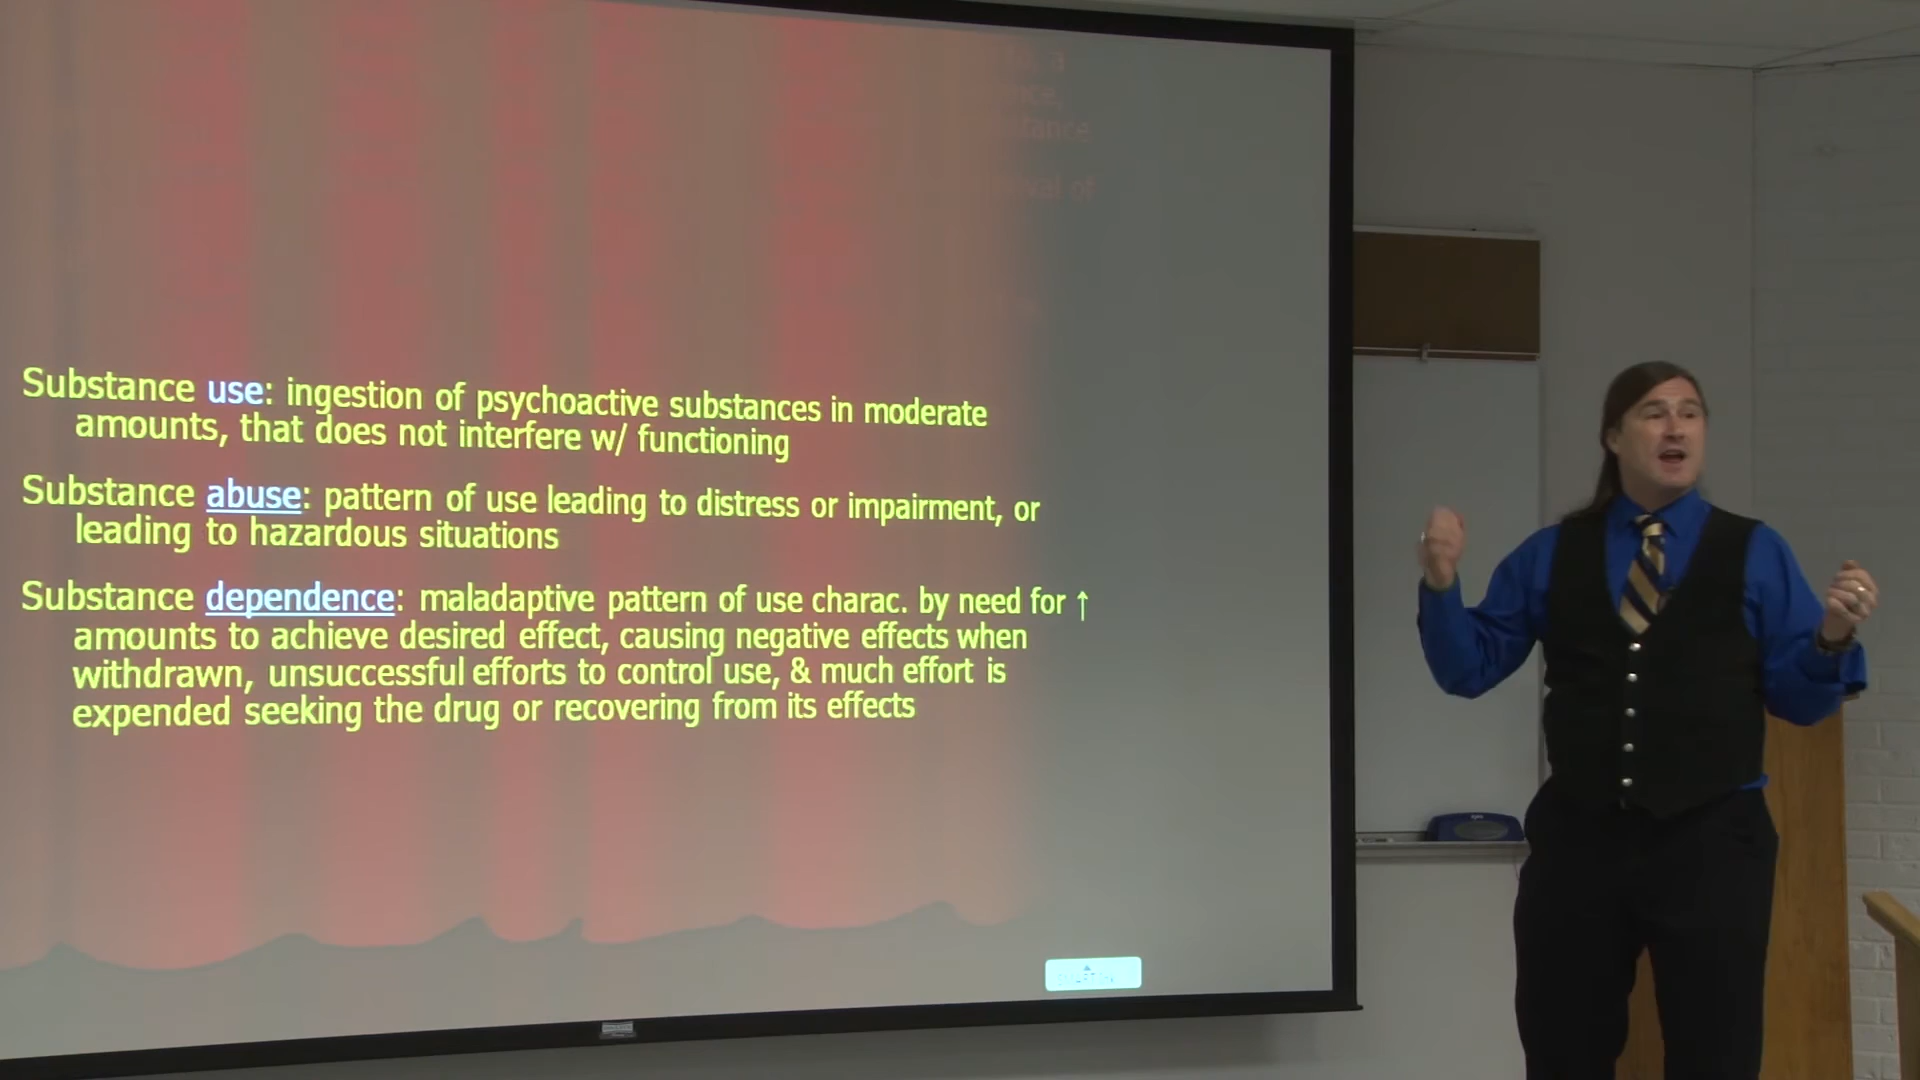 Substance use: ingestion of psychoactive substances in moderate
amounts, that does not interfere w/ functioning
Substance abuse: pattern of use leading to distress or impairment, or
leading to hazardous situations
Substance dependence: maladaptive pattern of use charac. by need for ↑
amounts to achieve desired effect, causing negative effects when
withdrawn, unsuccessful efforts to control use, & much effort is
expended seeking the drug or recovering from its effects